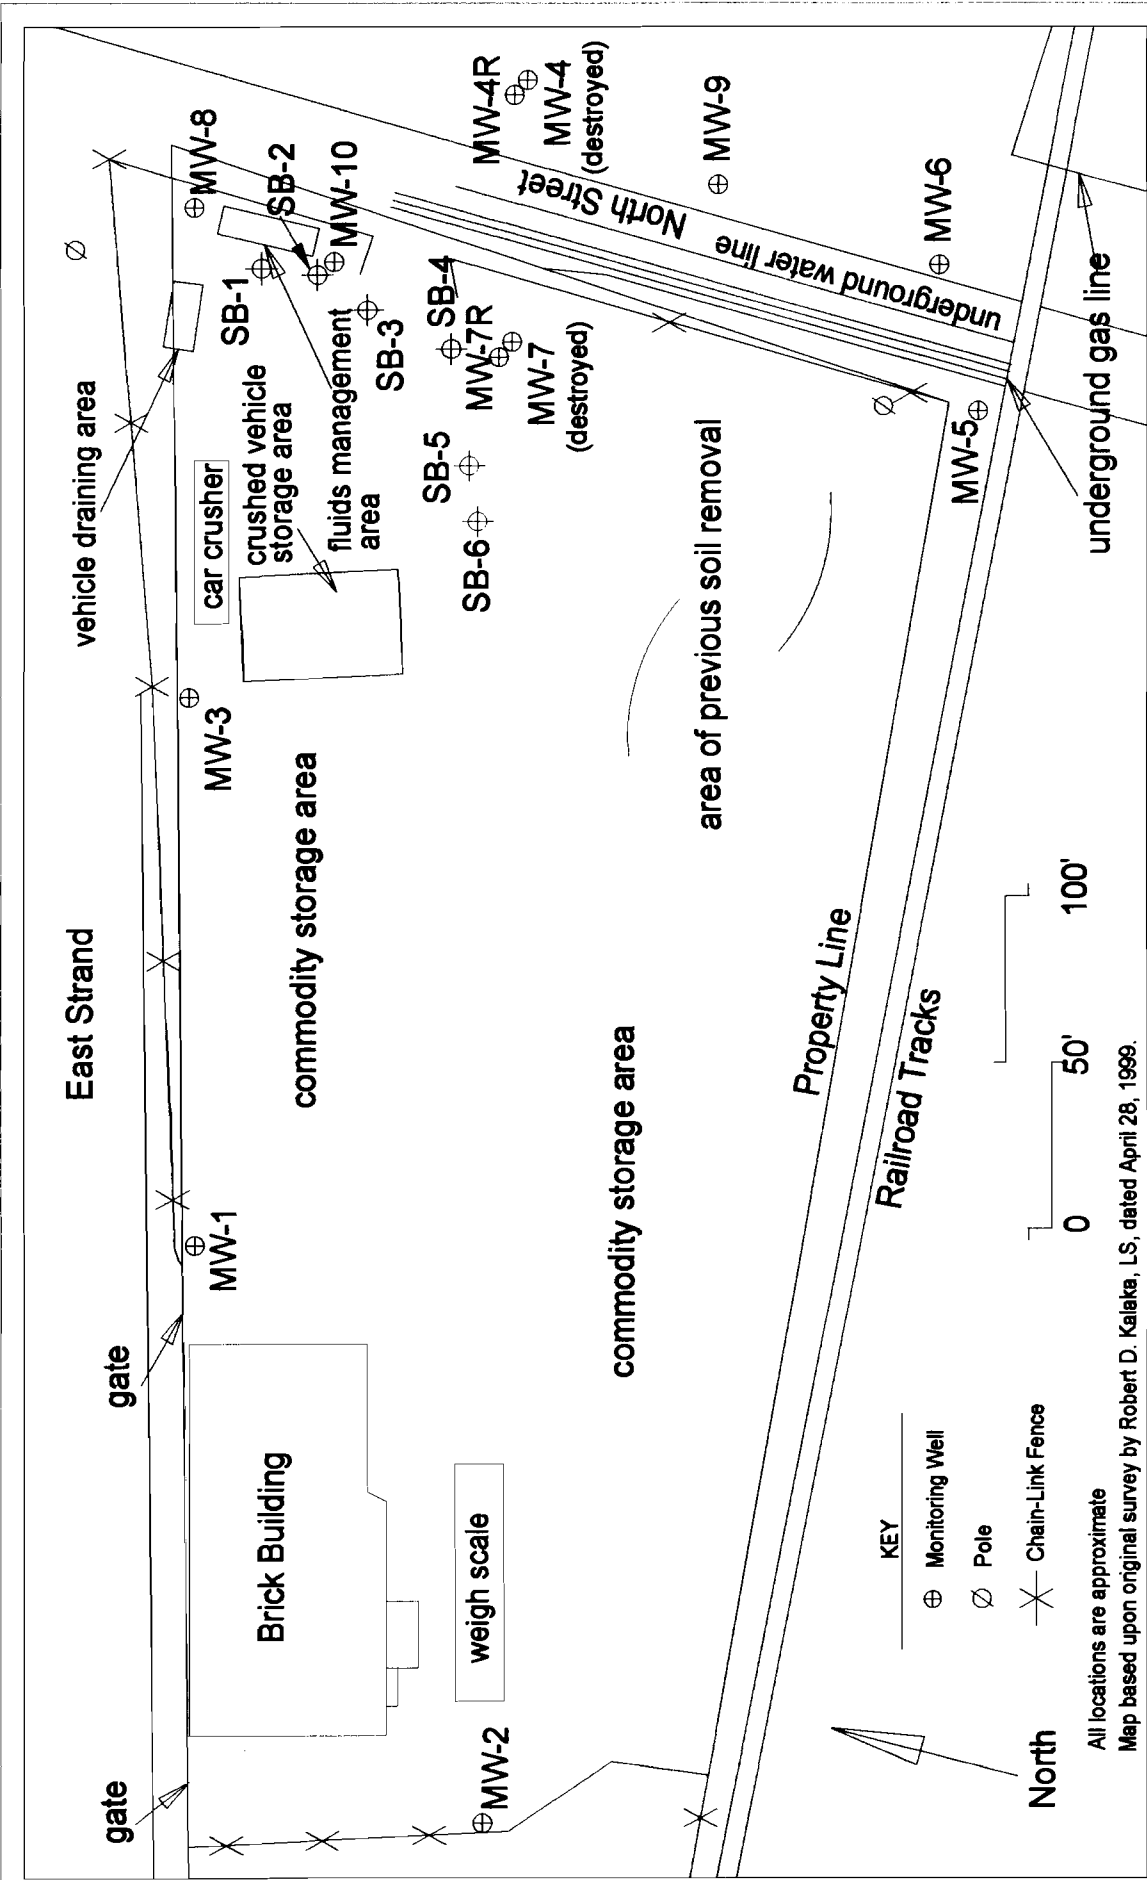 East Strand
gate
gate
vehicle draining area
MW-8
MW-1
MW-3
car crusher
SB-1
SB-2
MW-10
crushed vehicle
storage area
fluids management
area
SB-3
Brick Building
commodity storage area
SB-4
MW-7R
MW-7
(destroyed)
SB-5
SB-6
MW-4R
MW-4
(destroyed)
MW-2
weigh scale
North Street
underground water line
MW-9
commodity storage area
area of previous soil removal
MW-6
MW-5
Property Line
Railroad Tracks
underground gas line
KEY
Monitoring Well
Pole
Chain-Link Fence
North
0
50'
100'
All locations are approximate
Map based upon original survey by Robert D. Kalaka, LS, dated April 28, 1999.